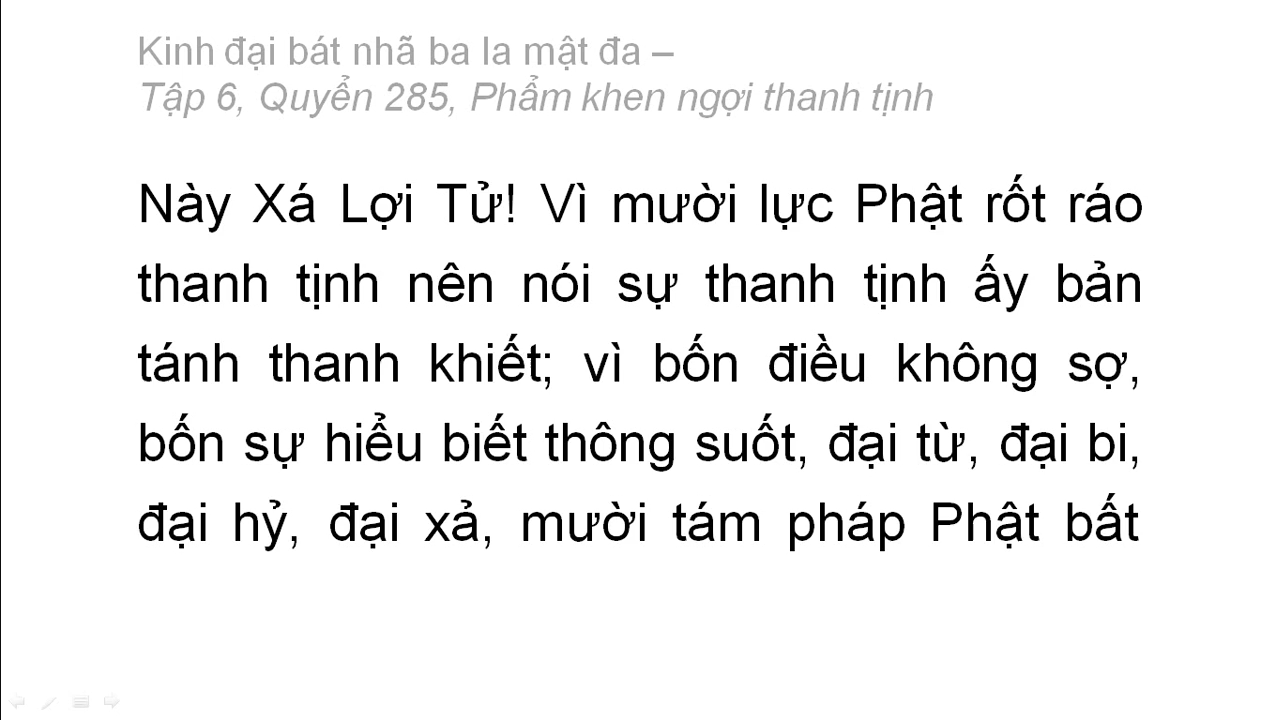 Kinh đại bát nhã ba la mật đa –
Tập 6, Quyển 285, Phẩm khen ngợi thanh tịnh
Này Xá Lợi Tử! Vì mười lực Phật rốt ráo
thanh tịnh nên nói sự thanh tịnh ấy bản
tánh thanh khiết; vì bốn điều không sợ,
bốn sự hiểu biết thông suốt, đại từ, đại bi,
đại hỷ, đại xả, mười tám pháp Phật bất